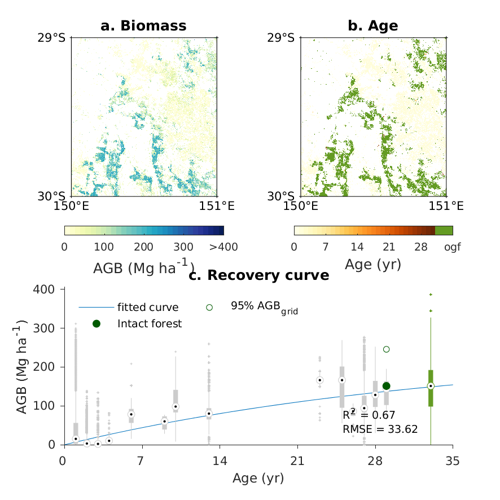 a. Biomass
b. Age
29°S
29°S
30°S
30°S
150°E
151°E
150°E
151°E
0 100 200 300 >400
AGB (Mg ha-1)
0 7 14 21 28 ogf
Age (yr)
c. Recovery curve
AGB (Mg ha-1)
400
300
200
100
0
fitted curve
95% AGBgrid
Intact forest
R2 = 0.67
RMSE = 33.62
0 7 14 21 28 35
Age (yr)